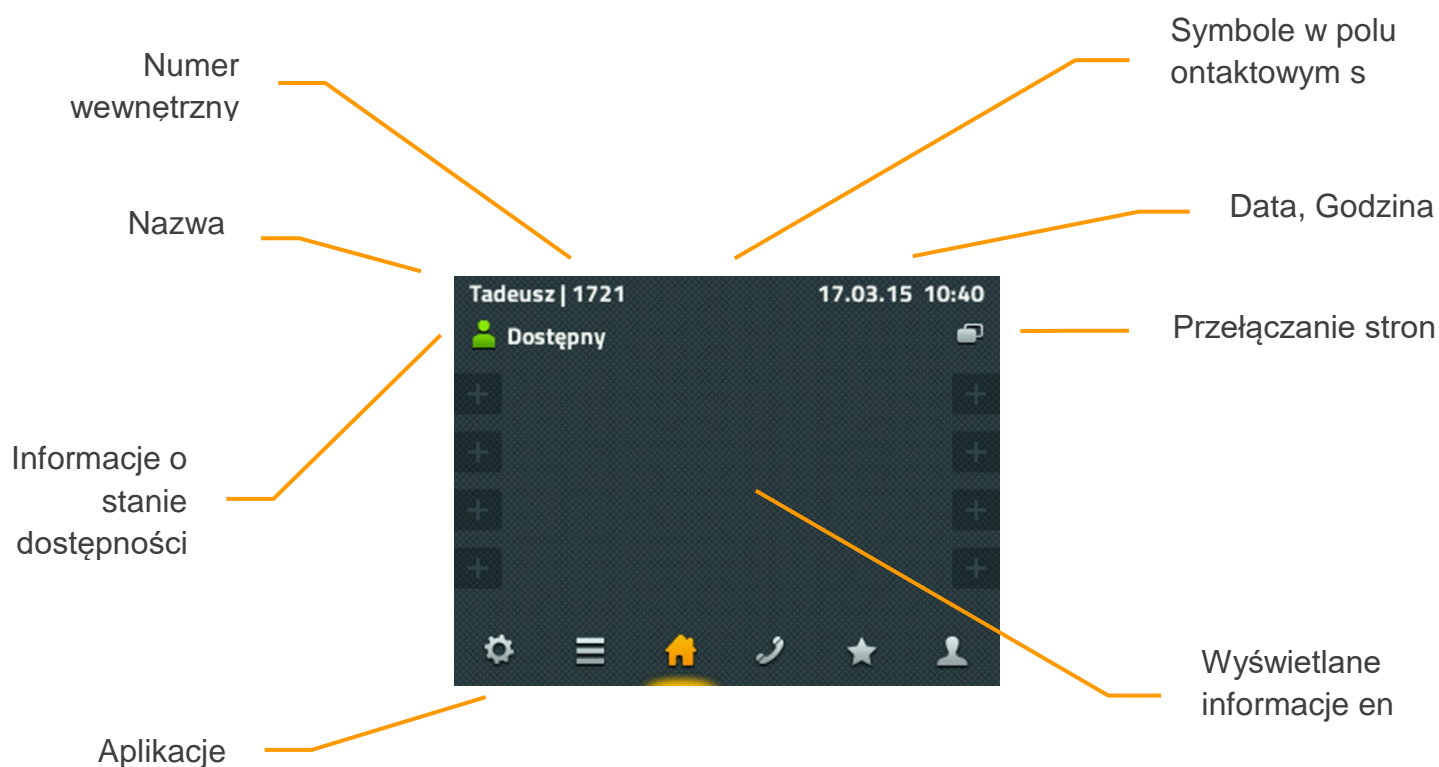 Symbole w polu
ontaktowym s
Numer
wewnętrzny
Data, Godzina
Nazwa
Tadeusz | 1721
17.03.15 10:40
Dostępny
Przełączanie stron
Informacje o
stanie
dostępności
Wyświetlane
informacje en
Aplikacje